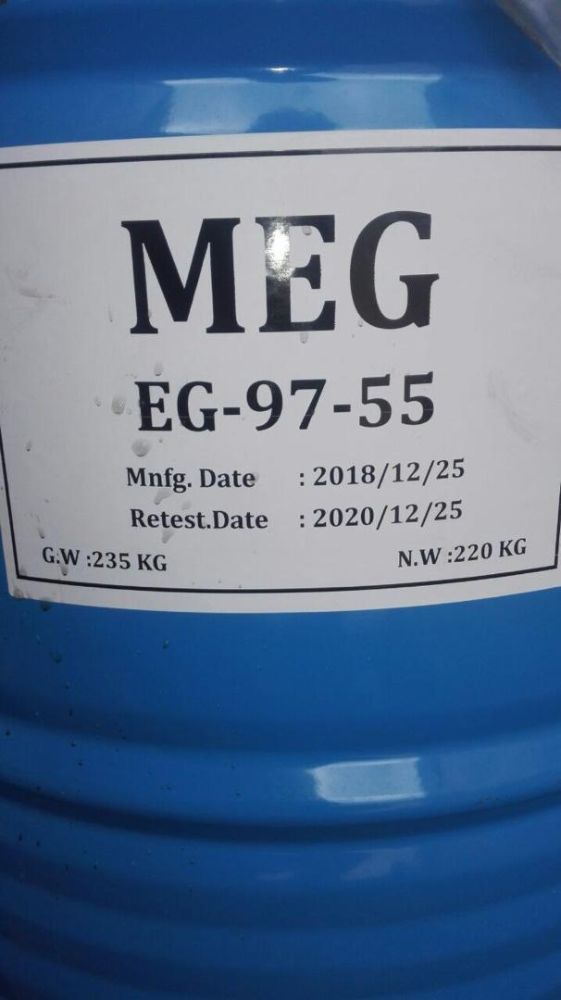 MEG
EG-97-55
Mnfg. Date : 2018/12/25
Retest.Date : 2020/12/25
G.W :235 KG N.W :220 KG